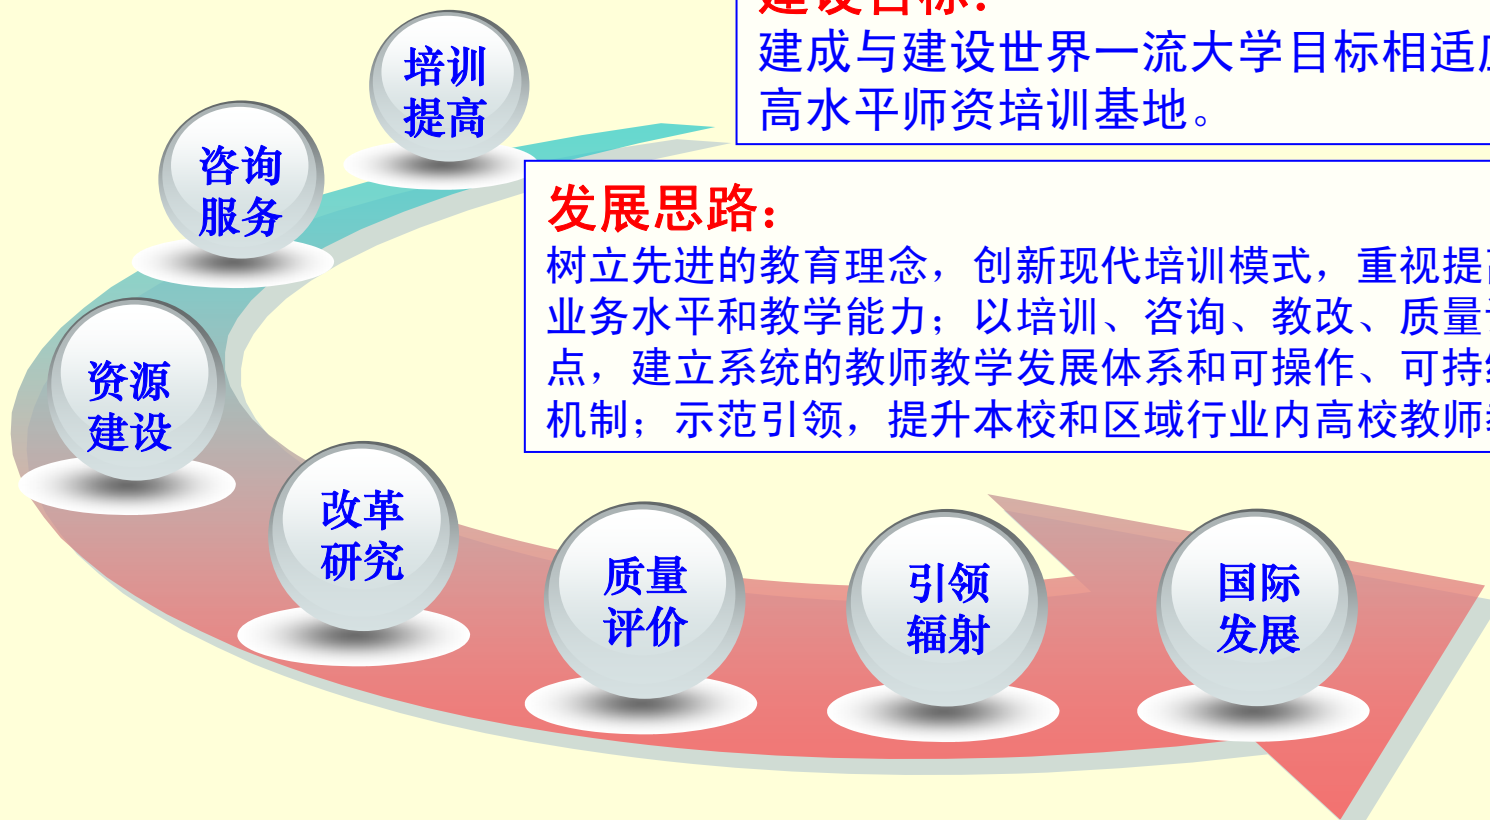 建设目标：
建成与建设世界一流大学目标相适
高水平师资培训基地。
发展思路：
树立先进的教育理念，创新现代培训模式，重视提
业务水平和教学能力；以培训、咨询、教改、质量
点，建立系统的教师教学发展体系和可操作、可持
机制；示范引领，提升本校和区域行业内高校教师
培训
提高
咨询
服务
资源
建设
改革
研究
质量
评价
引领
辐射
国际
发展